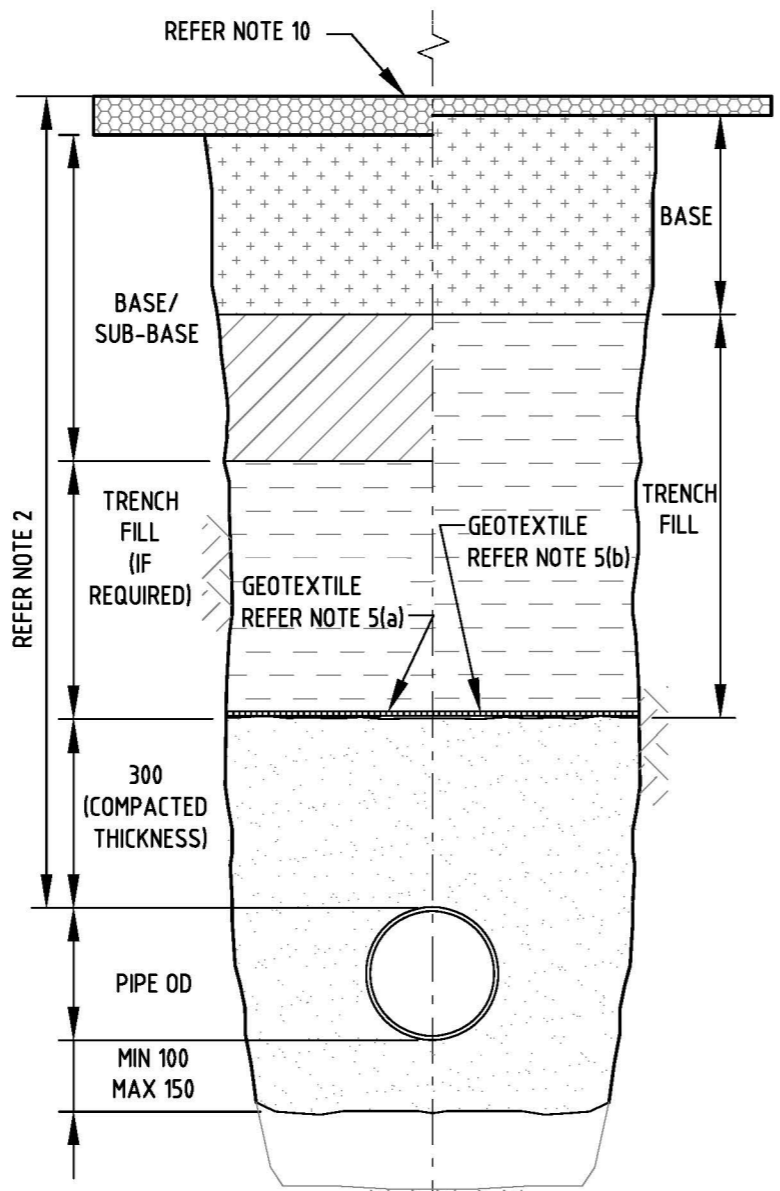 REFER NOTE 10
BASE
BASE/
SUB-BASE
REFER NOTE 2
TRENCH
FILL
(IF
REQUIRED)
GEOTEXTILE
REFER NOTE 5(b)
TRENCH
FILL
GEOTEXTILE
REFER NOTE 5(a)
300
(COMPACTED
THICKNESS)
PIPE OD
MIN 100
MAX 150